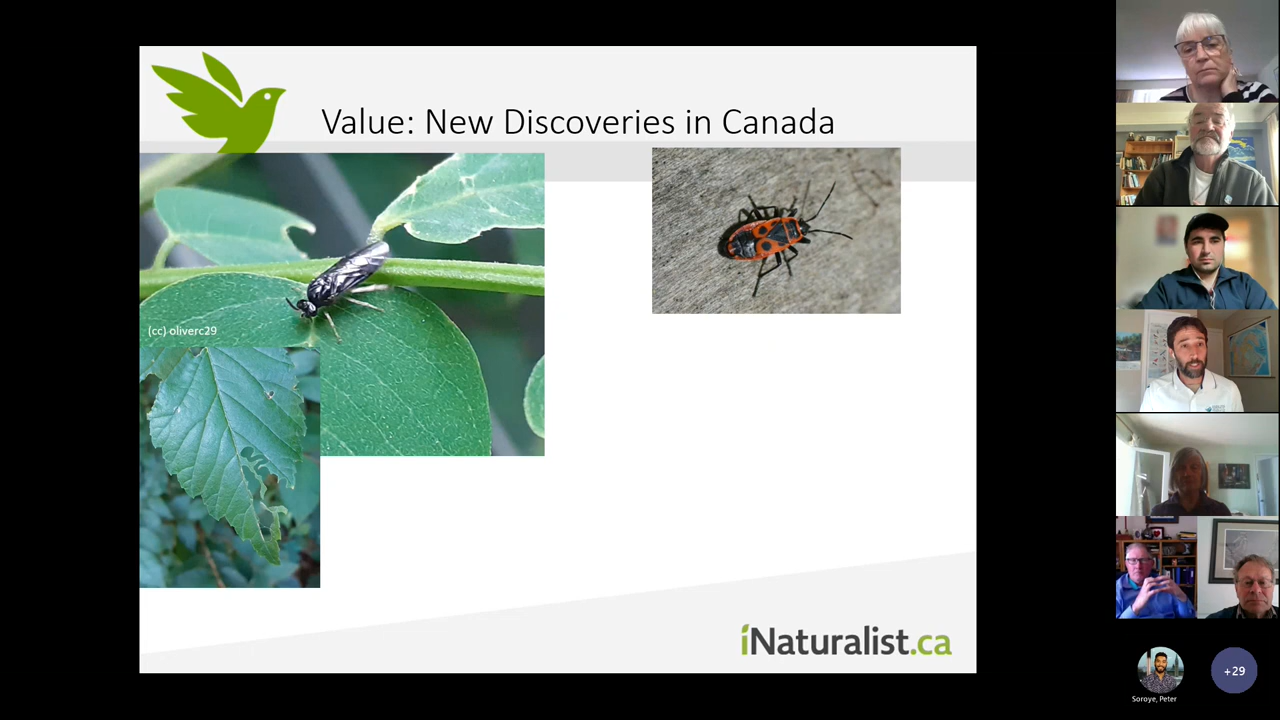 Value: New Discoveries in Canada
(cc) oliverc29
iNaturalist.ca
Soroye, Peter
+29